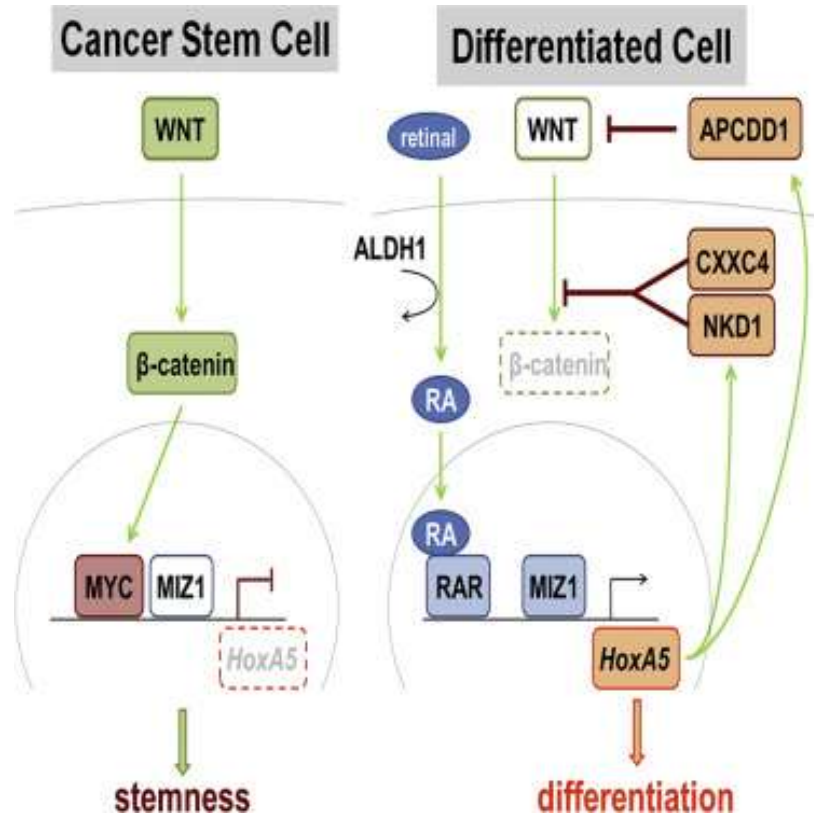 Cancer Stem Cell
WNT
β-catenin
MYC
MIZ1
HoxA5
stemness
Differentiated Cell
retinal
WNT
APCDD1
ALDH1
CXXC4
NKD1
β-catenin
RA
RA
RAR
MIZ1
HoxA5
differentiation